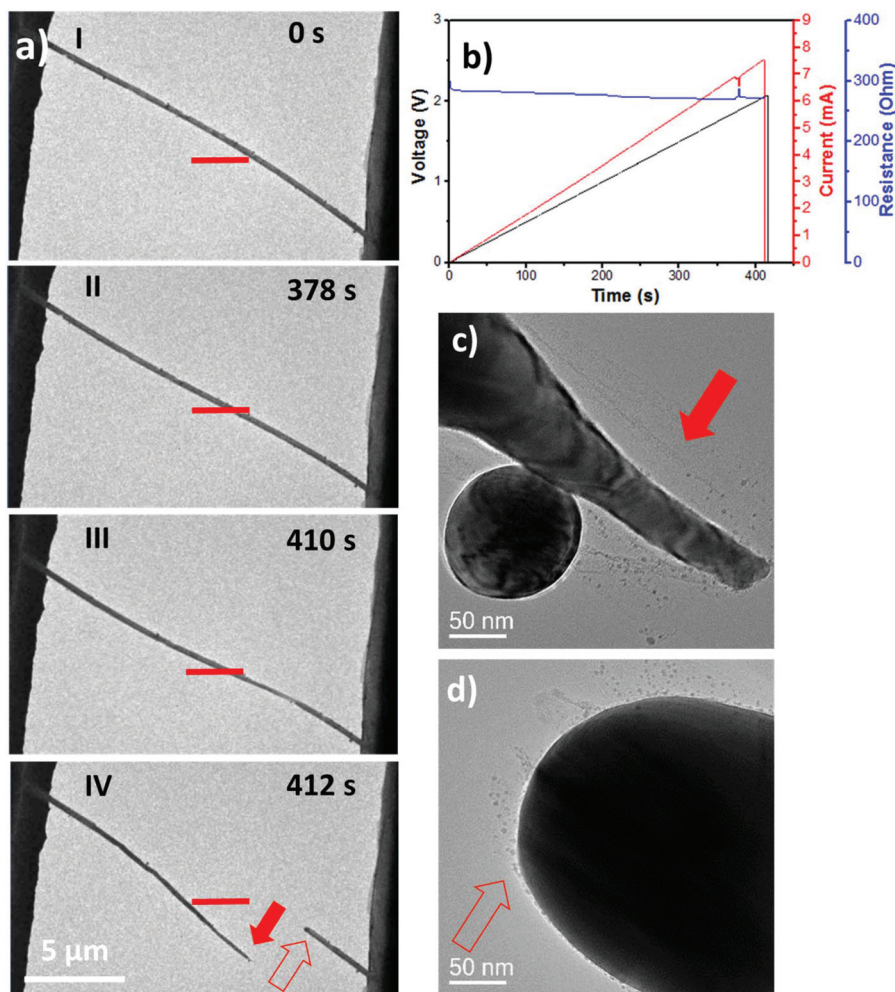 a)
I
0 s
II
378 s
III
410 s
IV
412 s
5 µm
b)
Voltage (V)
3
2
1
0
0 100 200 300 400
Time (s)
9
8
7
6
5
4
3
2
1
0
Current (mA)
400
300
200
100
0
Resistance (Ohm)
c)
50 nm
d)
50 nm